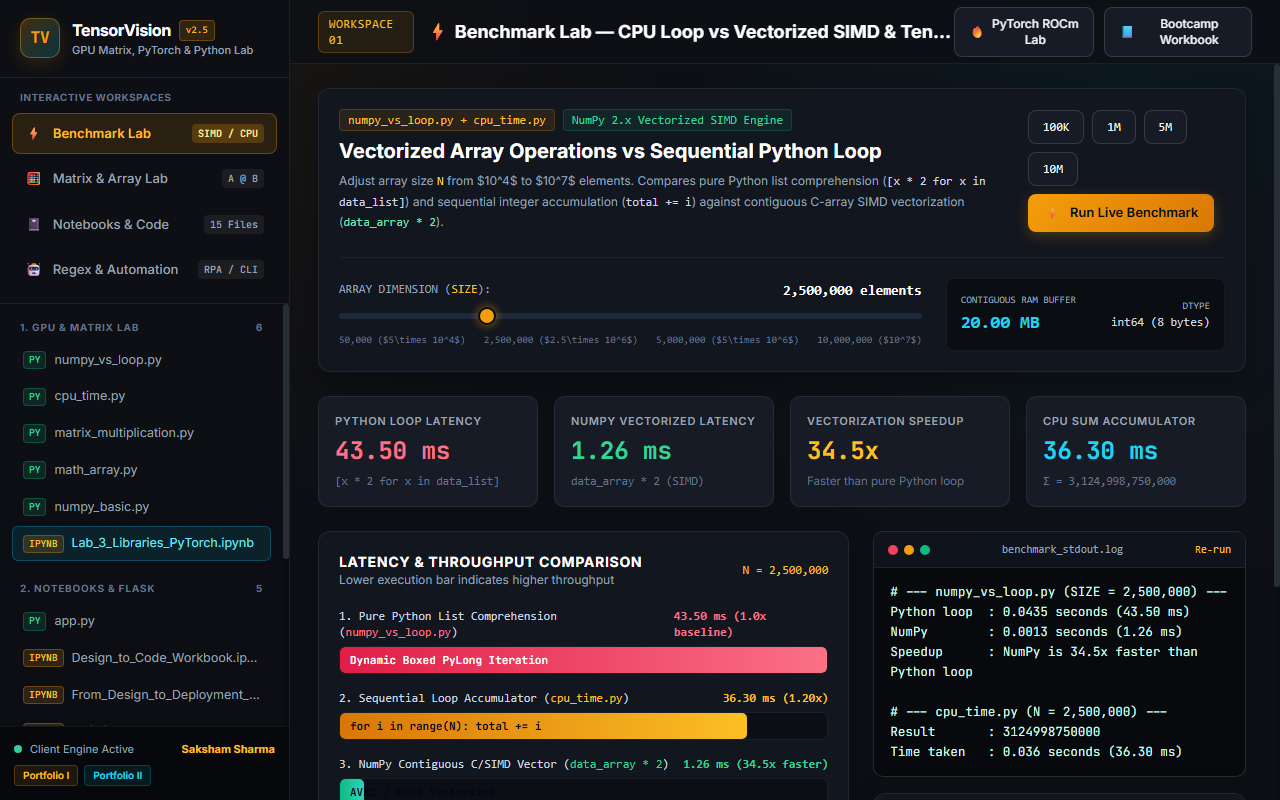 TV
TensorVision v2.5
GPU Matrix, PyTorch & Python Lab
INTERACTIVE WORKSPACES
Benchmark Lab SIMD / CPU
Matrix & Array Lab A @ B
Notebooks & Code 15 Files
Regex & Automation RPA / CLI
1. GPU & MATRIX LAB 6
PY numpy_vs_loop.py
PY cpu_time.py
PY matrix_multiplication.py
PY math_array.py
PY numpy_basic.py
IPYNB Lab_3_Libraries_PyTorch.ipynb
2. NOTEBOOKS & FLASK 5
PY app.py
IPYNB Design_to_Code_Workbook.ip...
IPYNB From_Design_to_Deployment_...
Client Engine Active Saksham Sharma
Portfolio I Portfolio II
WORKSPACE
01
Benchmark Lab — CPU Loop vs Vectorized SIMD & Ten...
PyTorch ROCm
Lab
Bootcamp
Workbook
numpy_vs_loop.py + cpu_time.py NumPy 2.x Vectorized SIMD Engine
Vectorized Array Operations vs Sequential Python Loop
Adjust array size N from $10^4$ to $10^7$ elements. Compares pure Python list comprehension ([x * 2 for x in
data_list]) and sequential integer accumulation (total += i) against contiguous C-array SIMD vectorization
(data_array * 2).
100K 1M 5M
10M
Run Live Benchmark
ARRAY DIMENSION (SIZE): 2,500,000 elements
50,000 ($5\times 10^4$) 2,500,000 ($2.5\times 10^6$) 5,000,000 ($5\times 10^6$) 10,000,000 ($10^7$)
CONTIGUOUS RAM BUFFER
20.00 MB
DTYPE
int64 (8 bytes)
PYTHON LOOP LATENCY
43.50 ms
[x * 2 for x in data_list]
NUMPY VECTORIZED LATENCY
1.26 ms
data_array * 2 (SIMD)
VECTORIZATION SPEEDUP
34.5x
Faster than pure Python loop
CPU SUM ACCUMULATOR
36.30 ms
Σ = 3,124,998,750,000
LATENCY & THROUGHPUT COMPARISON
Lower execution bar indicates higher throughput
N = 2,500,000
1. Pure Python List Comprehension
(numpy_vs_loop.py)
43.50 ms (1.0x
baseline)
Dynamic Boxed PyLong Iteration
2. Sequential Loop Accumulator (cpu_time.py) 36.30 ms (1.20x)
for i in range(N): total += i
3. NumPy Contiguous C/SIMD Vector (data_array * 2) 1.26 ms (34.5x faster)
benchmark_stdout.log Re-run
# --- numpy_vs_loop.py (SIZE = 2,500,000) ---
Python loop : 0.0435 seconds (43.50 ms)
NumPy : 0.0013 seconds (1.26 ms)
Speedup : NumPy is 34.5x faster than
Python loop
# --- cpu_time.py (N = 2,500,000) ---
Result : 3124998750000
Time taken : 0.036 seconds (36.30 ms)